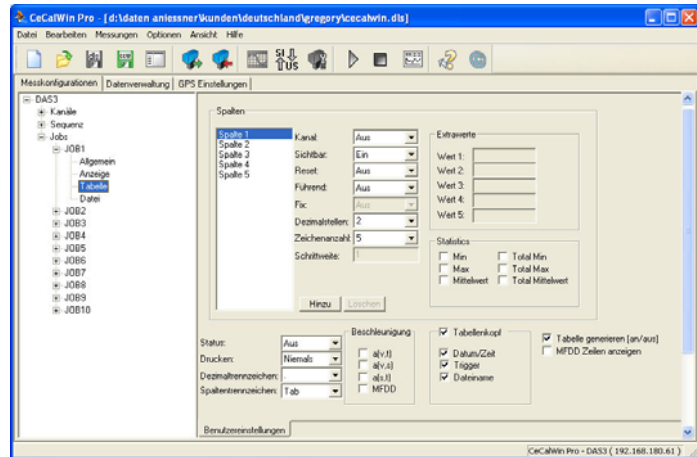 CeCalWin Pro - [d:\daten aniessner\kunden\deutschland\gregory\cecalwin.dls]
Datei Bearbeiten Messungen Optionen Ansicht Hilfe
SI
US
Messkonfigurationen Datenverwaltung GPS Einstellungen
DAS3
Kanäle
Sequenz
Jobs
JOB1
Allgemein
Anzeige
Tabelle
Datei
JOB2
JOB3
JOB4
JOB5
JOB6
JOB7
JOB8
JOB9
JOB10
Spalten
Spalte 1
Spalte 2
Spalte 3
Spalte 4
Spalte 5
Kanal: Aus
Sichtbar: Ein
Reset: Aus
Führend: Aus
Fix: Aus
Dezimalstellen: 2
Zeichenanzahl: 5
Schrittweite: 1
Hinzu Löschen
Extrawerte
Wert 1:
Wert 2:
Wert 3:
Wert 4:
Wert 5:
Statistics
Min Total Min
Max Total Max
Mittelwert Total Mittelwert
Status: Aus
Drucken: Niemals
Dezimaltrennzeichen: .
Spaltentrennzeichen: Tab
Beschleunigung
a(v,t)
a(v,s)
a(s,t)
MFDD
Tabellenkopf
Datum/Zeit
Trigger
Dateiname
Tabelle generieren [an/aus]
MFDD Zeilen anzeigen
Benutzereinstellungen
CeCalWin Pro - DAS3 ( 192.168.180.61 )